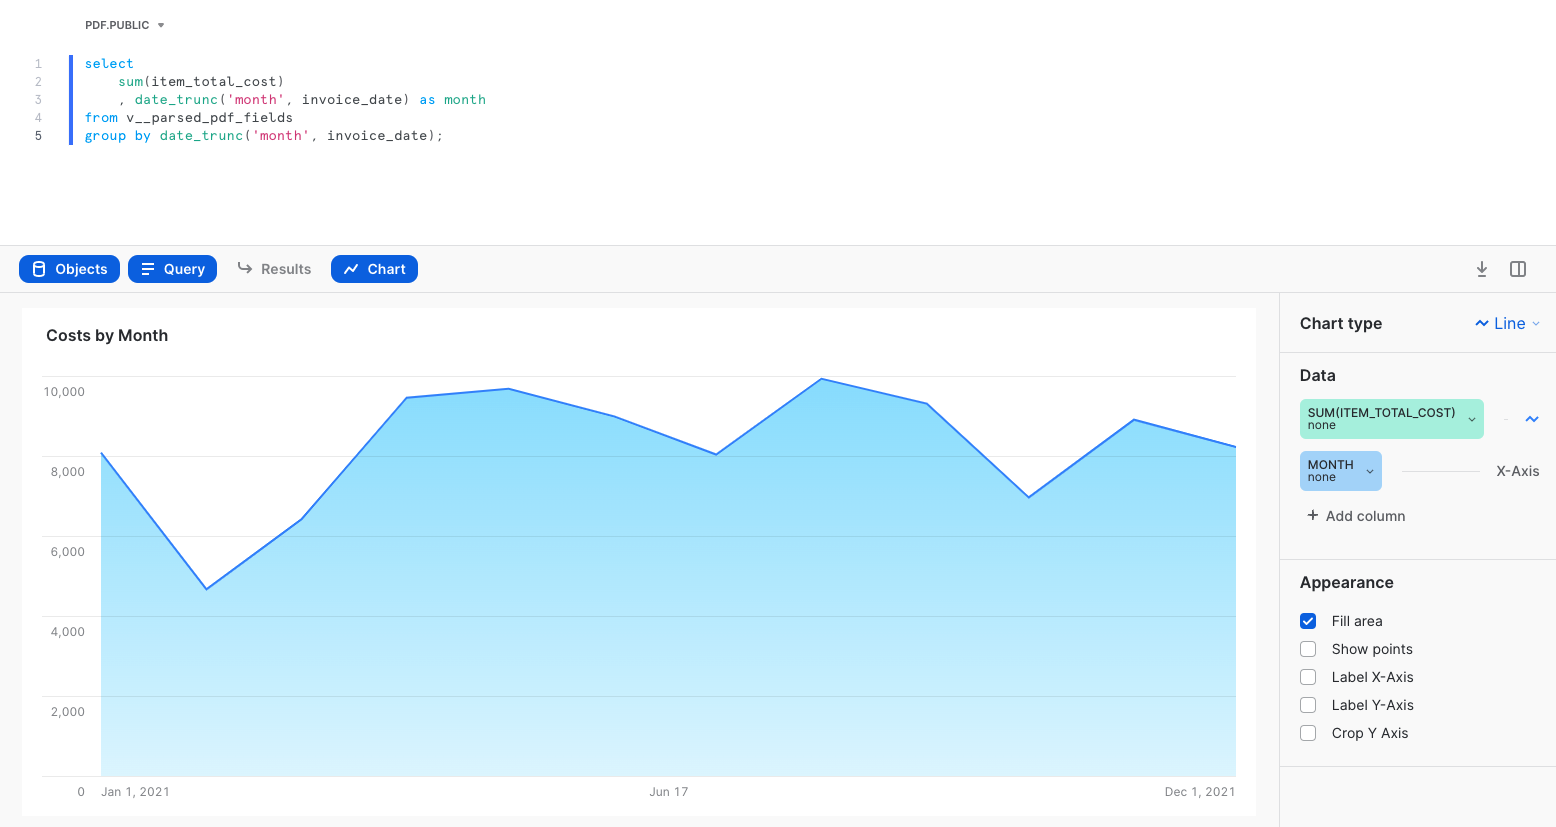 PDF.PUBLIC
1 select
2 sum(item_total_cost)
3 , date_trunc('month', invoice_date) as month
4 from v__parsed_pdf_fields
5 group by date_trunc('month', invoice_date);
Objects Query Results Chart
Costs by Month
10,000
8,000
6,000
4,000
2,000
0 Jan 1, 2021 Jun 17 Dec 1, 2021
Chart type Line
Data
SUM(ITEM_TOTAL_COST)
none
MONTH
none
X-Axis
+ Add column
Appearance
Fill area
Show points
Label X-Axis
Label Y-Axis
Crop Y Axis